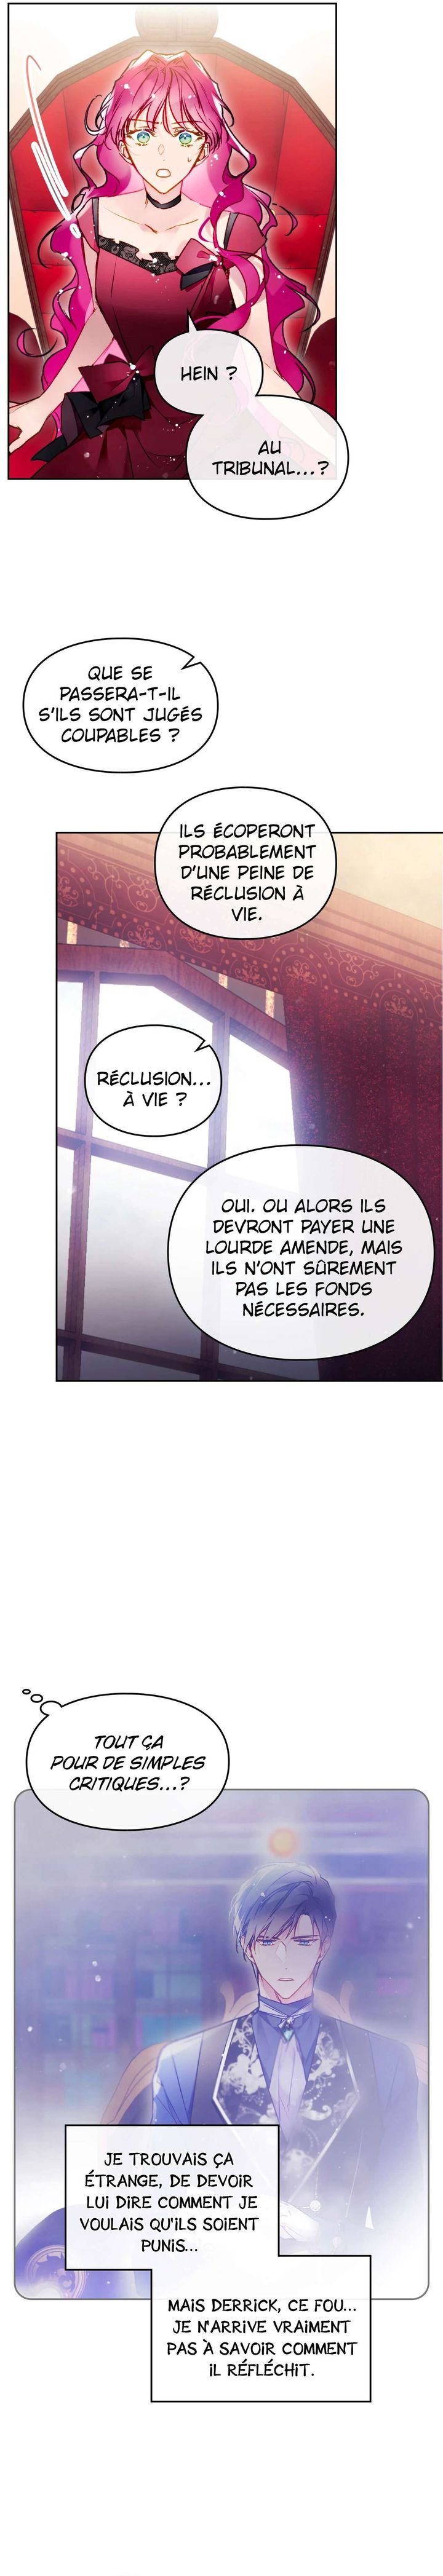 HEIN ?
AU
TRIBUNAL...?
QUE SE
PASSERA-T-IL
S'ILS SONT JUGÉS
COUPABLES ?
ILS ÉCOPERONT
PROBABLEMENT
D'UNE PEINE DE
RÉCLUSION À
VIE.
RÉCLUSION...
À VIE ?
OUI. OU ALORS ILS
DEVRONT PAYER UNE
LOURDE AMENDE, MAIS
ILS N'ONT SÛREMENT
PAS LES FONDS
NÉCESSAIRES.
TOUT ÇA
POUR DE SIMPLES
CRITIQUES...?
JE TROUVAIS ÇA
ÉTRANGE, DE DEVOIR
LUI DIRE COMMENT JE
VOULAIS QU'ILS SOIENT
PUNIS...
MAIS DERRICK, CE FOU...
JE N'ARRIVE VRAIMENT
PAS À SAVOIR COMMENT
IL RÉFLÉCHIT.